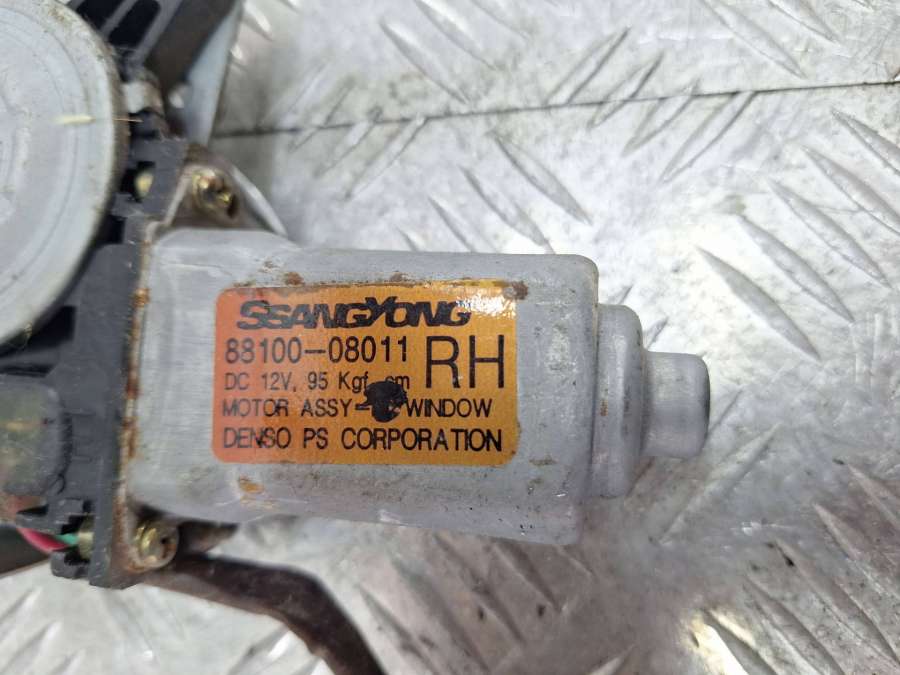 SSANGYONG
88100-08011 RH
DC 12V, 95 Kgf cm
MOTOR ASSY- WINDOW
DENSO PS CORPORATION